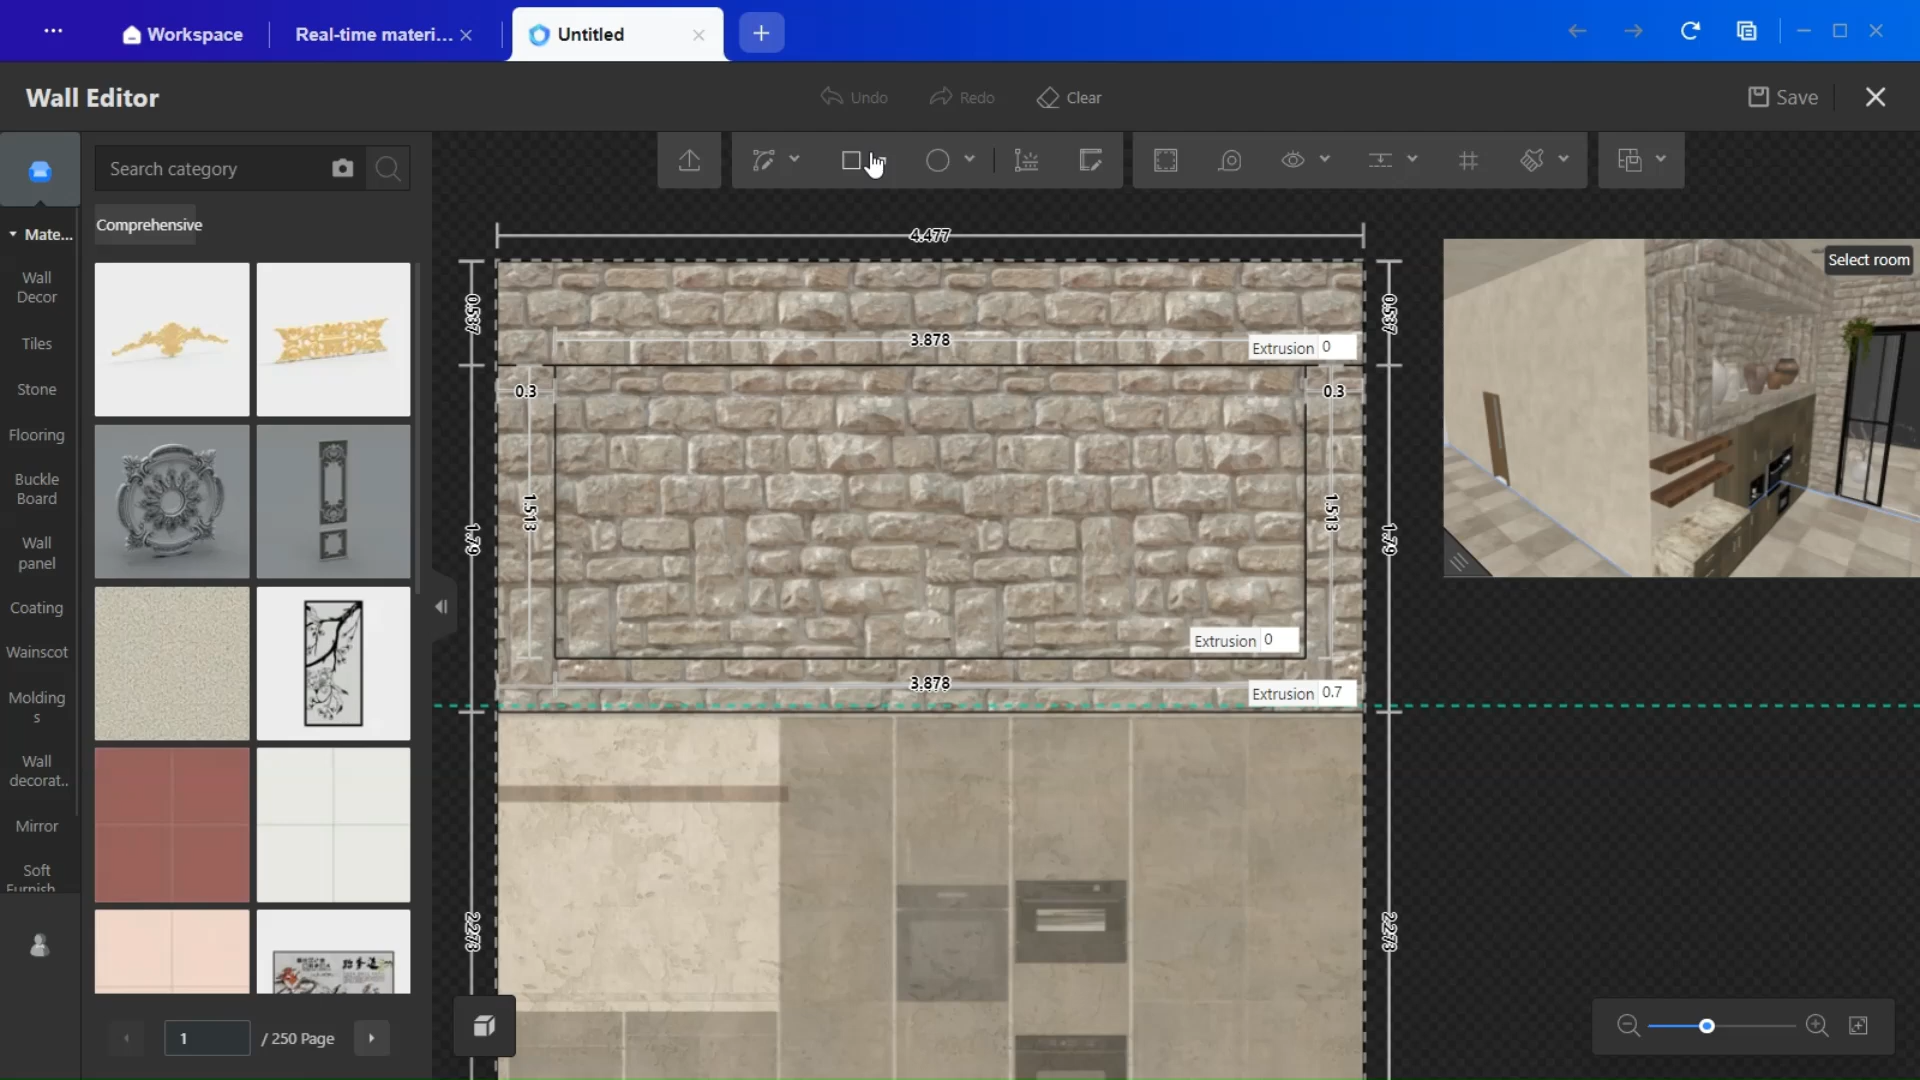 Workspace
Real-time materi...
Untitled
Wall Editor
Undo
Redo
Clear
Save
Search category
Comprehensive
Mate...
Wall
Decor
Tiles
Stone
Flooring
Buckle
Board
Wall
panel
Coating
Wainscot
Molding
s
Wall
decorat..
Mirror
Soft
Furnish
1
/ 250 Page
4.477
0.537
0.537
3.878
Extrusion 0
0.3
0.3
1.513
1.513
1.79
1.79
Extrusion 0
3.878
Extrusion 0.7
2.273
2.273
Select room